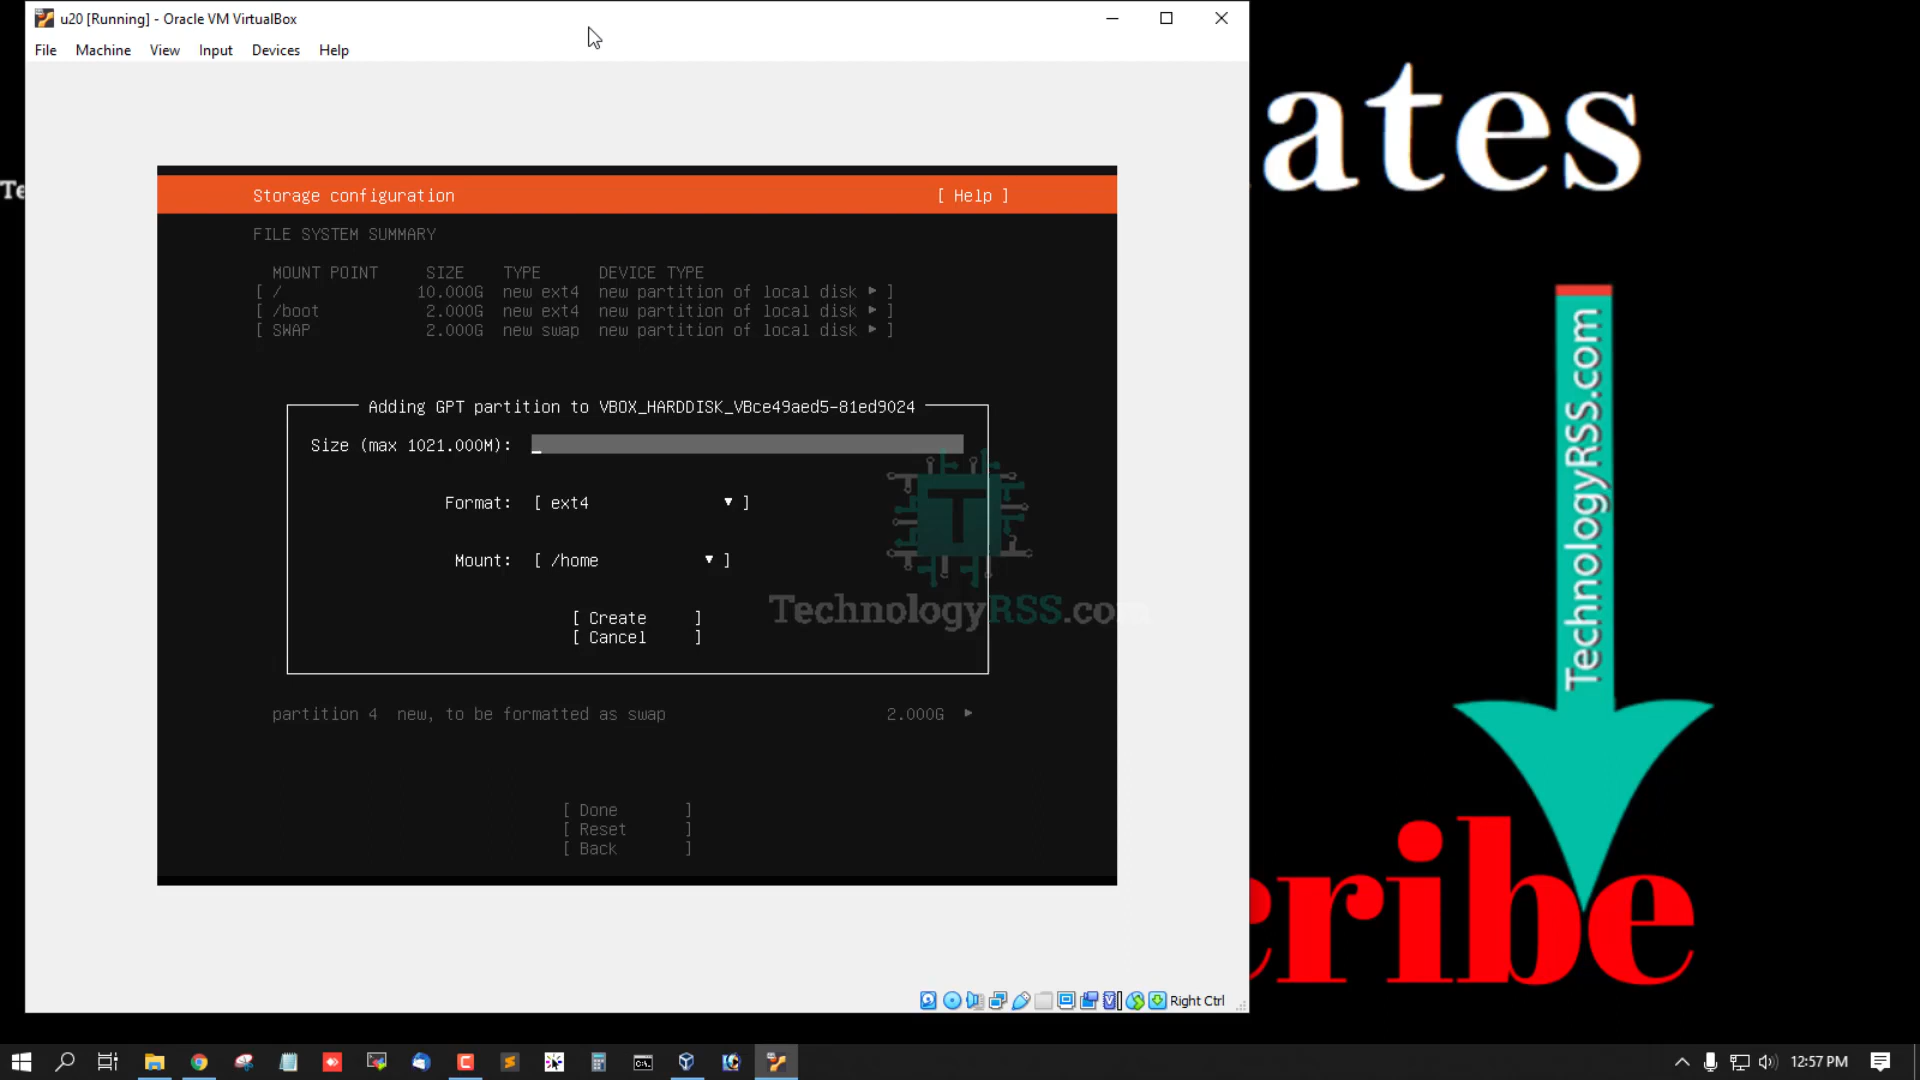 u20 [Running] - Oracle VM VirtualBox
File Machine View Input Devices Help
ates
Te
Storage configuration [ Help ]
FILE SYSTEM SUMMARY
MOUNT POINT SIZE TYPE DEVICE TYPE
[ / 10.000G new ext4 new partition of local disk ▸ ]
[ /boot 2.000G new ext4 new partition of local disk ▸ ]
[ SWAP 2.000G new swap new partition of local disk ▸ ]
Adding GPT partition to VBOX_HARDDISK_VBce49aed5-81ed9024
Size (max 1021.000M):
Format: [ ext4 ▾ ]
Mount: [ /home ▾ ]
[ Create ]
[ Cancel ]
TechnologyRSS.com
partition 4 new, to be formatted as swap 2.000G ▸
[ Done ]
[ Reset ]
[ Back ]
TechnologyRSS.com
cribe
Right Ctrl
12:57 PM